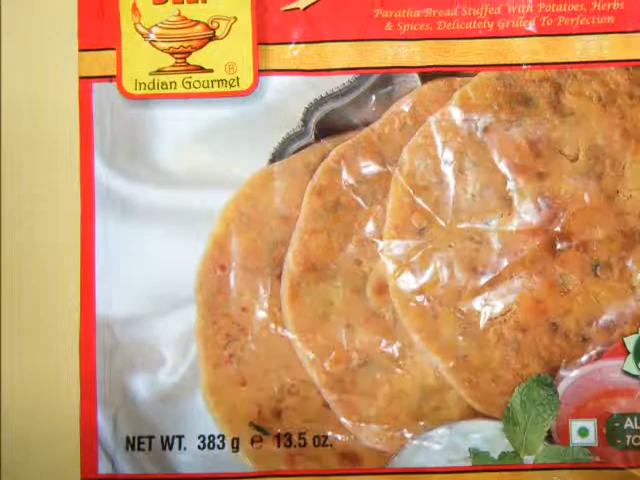 Paratha Bread Stuffed With Potatoes, Herbs
& Spices, Delicately Grilled To Perfection
Indian Gourmet ®
NET WT. 383 g e 13.5 oz.